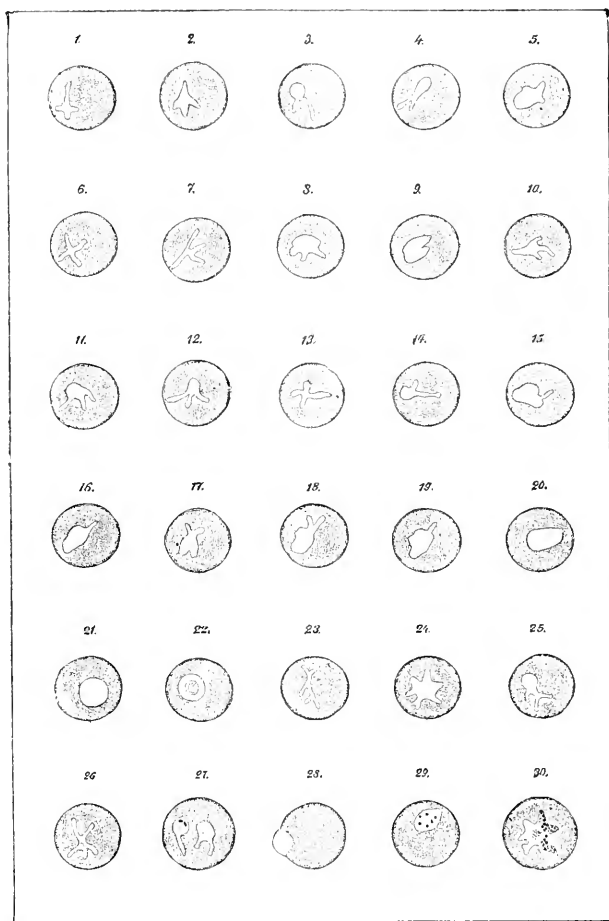 1. 2. 3. 4. 5.
6. 7. 8. 9. 10.
11. 12. 13. 14. 15
16. 17. 18. 19. 20.
21. 22. 23. 24. 25.
26 27. 28. 29. 30.